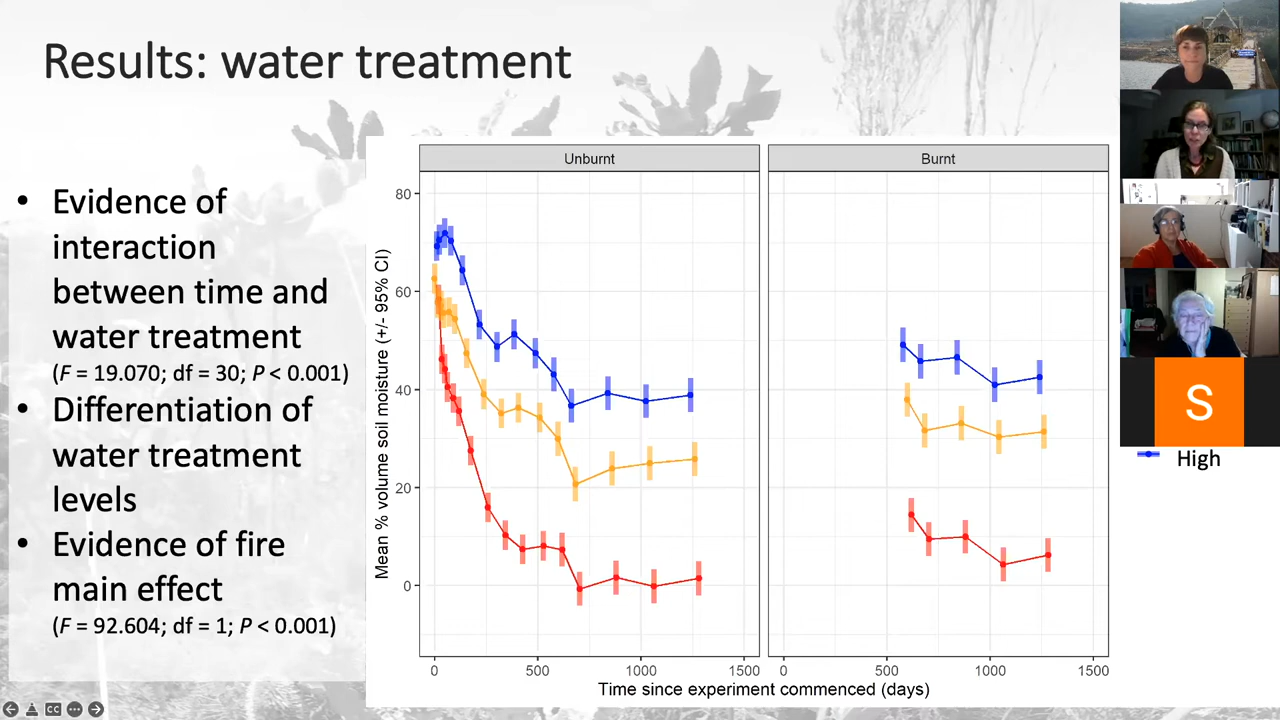 Results: water treatment
• Evidence of
interaction
between time and
water treatment
(F = 19.070; df = 30; P < 0.001)
• Differentiation of
water treatment
levels
• Evidence of fire
main effect
(F = 92.604; df = 1; P < 0.001)
Unburnt
Burnt
Mean % volume soil moisture (+/- 95% CI)
80
60
40
20
0
0 500 1000 1500
0 500 1000 1500
Time since experiment commenced (days)
S
High
CC